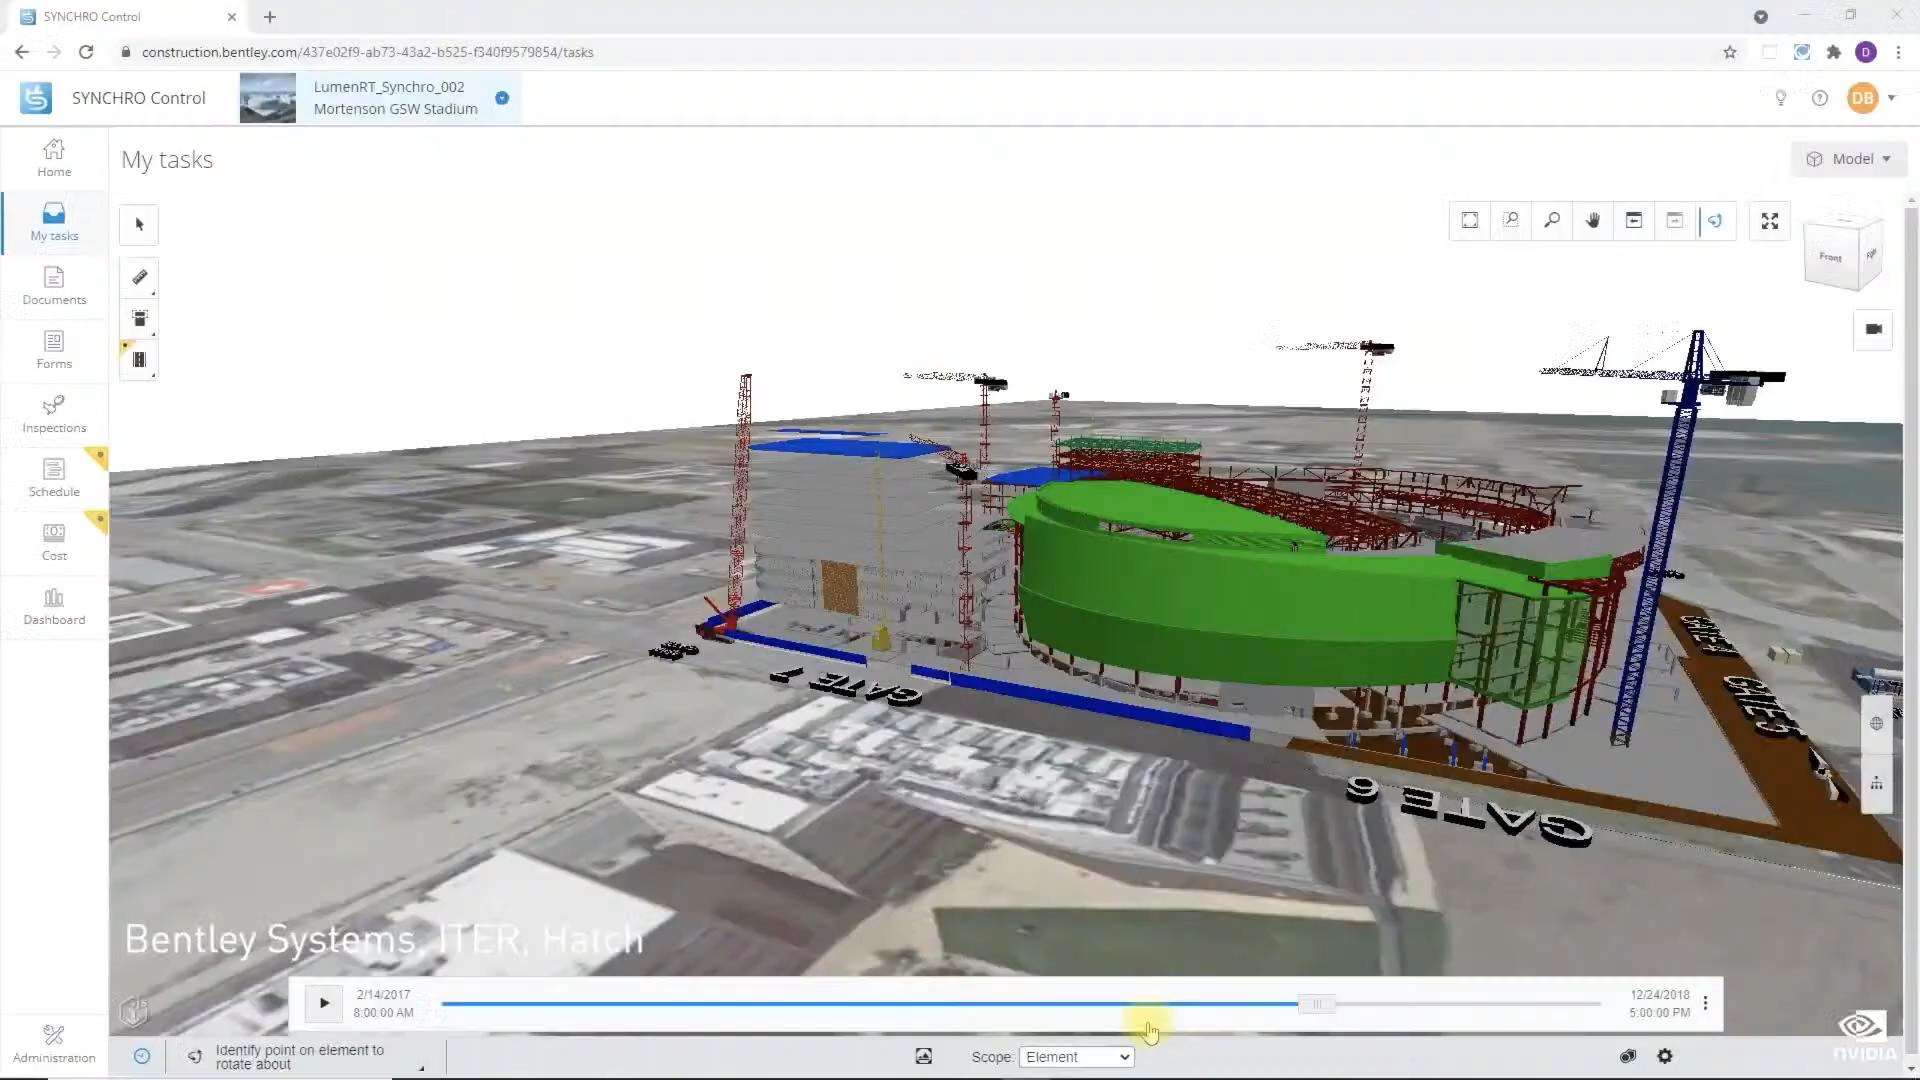 SYNCHRO Control
construction.bentley.com/437e02f9-ab73-43a2-b525-f340f9579854/tasks
D
SYNCHRO Control
LumenRT_Synchro_002
Mortenson GSW Stadium
DB
Home
My tasks
Documents
Forms
Inspections
Schedule
Cost
Dashboard
Administration
My tasks
Model
Front
Right
GATE 7
GATE 6
Bentley Systems, ITER, Hatch
2/14/2017
8:00:00 AM
12/24/2018
5:00:00 PM
Identify point on element to
rotate about
Scope: Element
NVIDIA